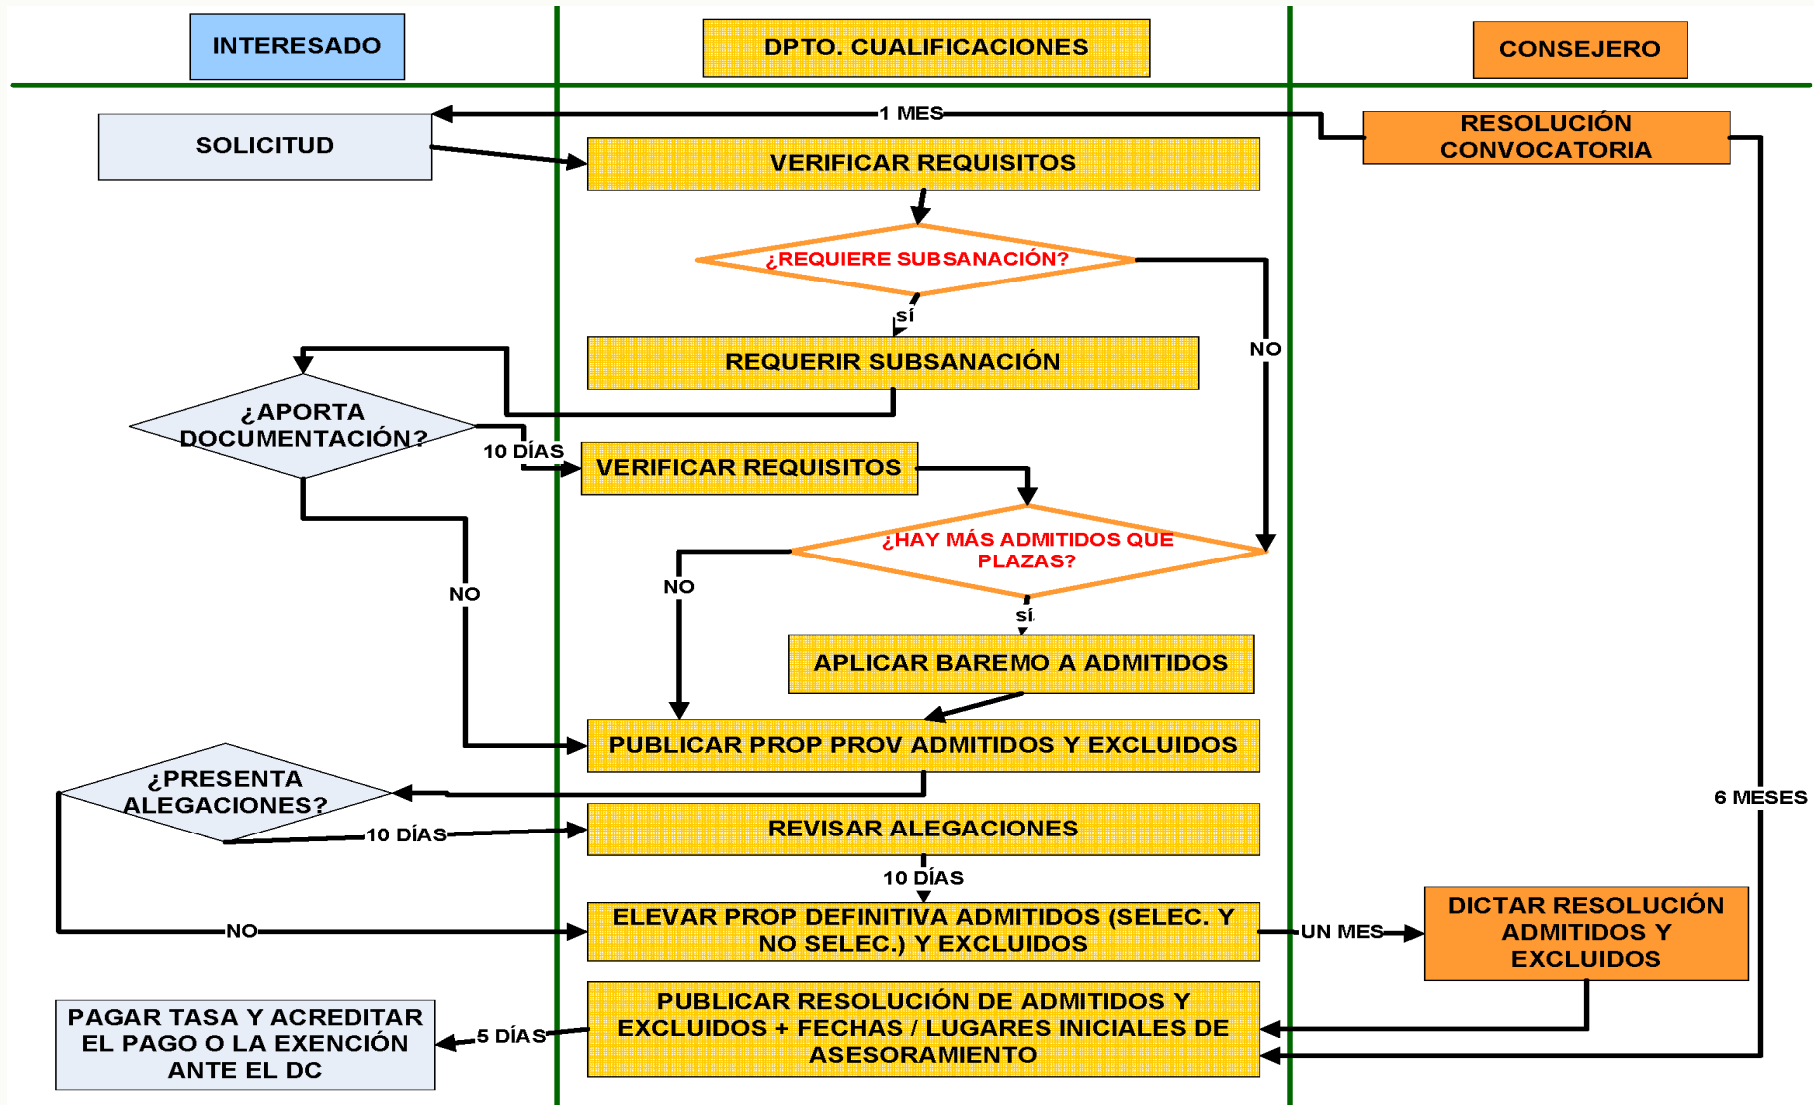 INTERESADO
DPTO. CUALIFICACIONES
CONSEJERO
1 MES
SOLICITUD
RESOLUCIÓN
CONVOCATORIA
VERIFICAR REQUISITOS
¿REQUIERE SUBSANACIÓN?
SÍ
NO
REQUERIR SUBSANACIÓN
¿APORTA
DOCUMENTACIÓN?
10 DÍAS
VERIFICAR REQUISITOS
¿HAY MÁS ADMITIDOS QUE
PLAZAS?
NO
NO
SÍ
APLICAR BAREMO A ADMITIDOS
PUBLICAR PROP PROV ADMITIDOS Y EXCLUIDOS
¿PRESENTA
ALEGACIONES?
6 MESES
10 DÍAS
REVISAR ALEGACIONES
10 DÍAS
NO
ELEVAR PROP DEFINITIVA ADMITIDOS (SELEC. Y
NO SELEC.) Y EXCLUIDOS
UN MES
DICTAR RESOLUCIÓN
ADMITIDOS Y
EXCLUIDOS
PUBLICAR RESOLUCIÓN DE ADMITIDOS Y
EXCLUIDOS + FECHAS / LUGARES INICIALES DE
ASESORAMIENTO
5 DÍAS
PAGAR TASA Y ACREDITAR
EL PAGO O LA EXENCIÓN
ANTE EL DC